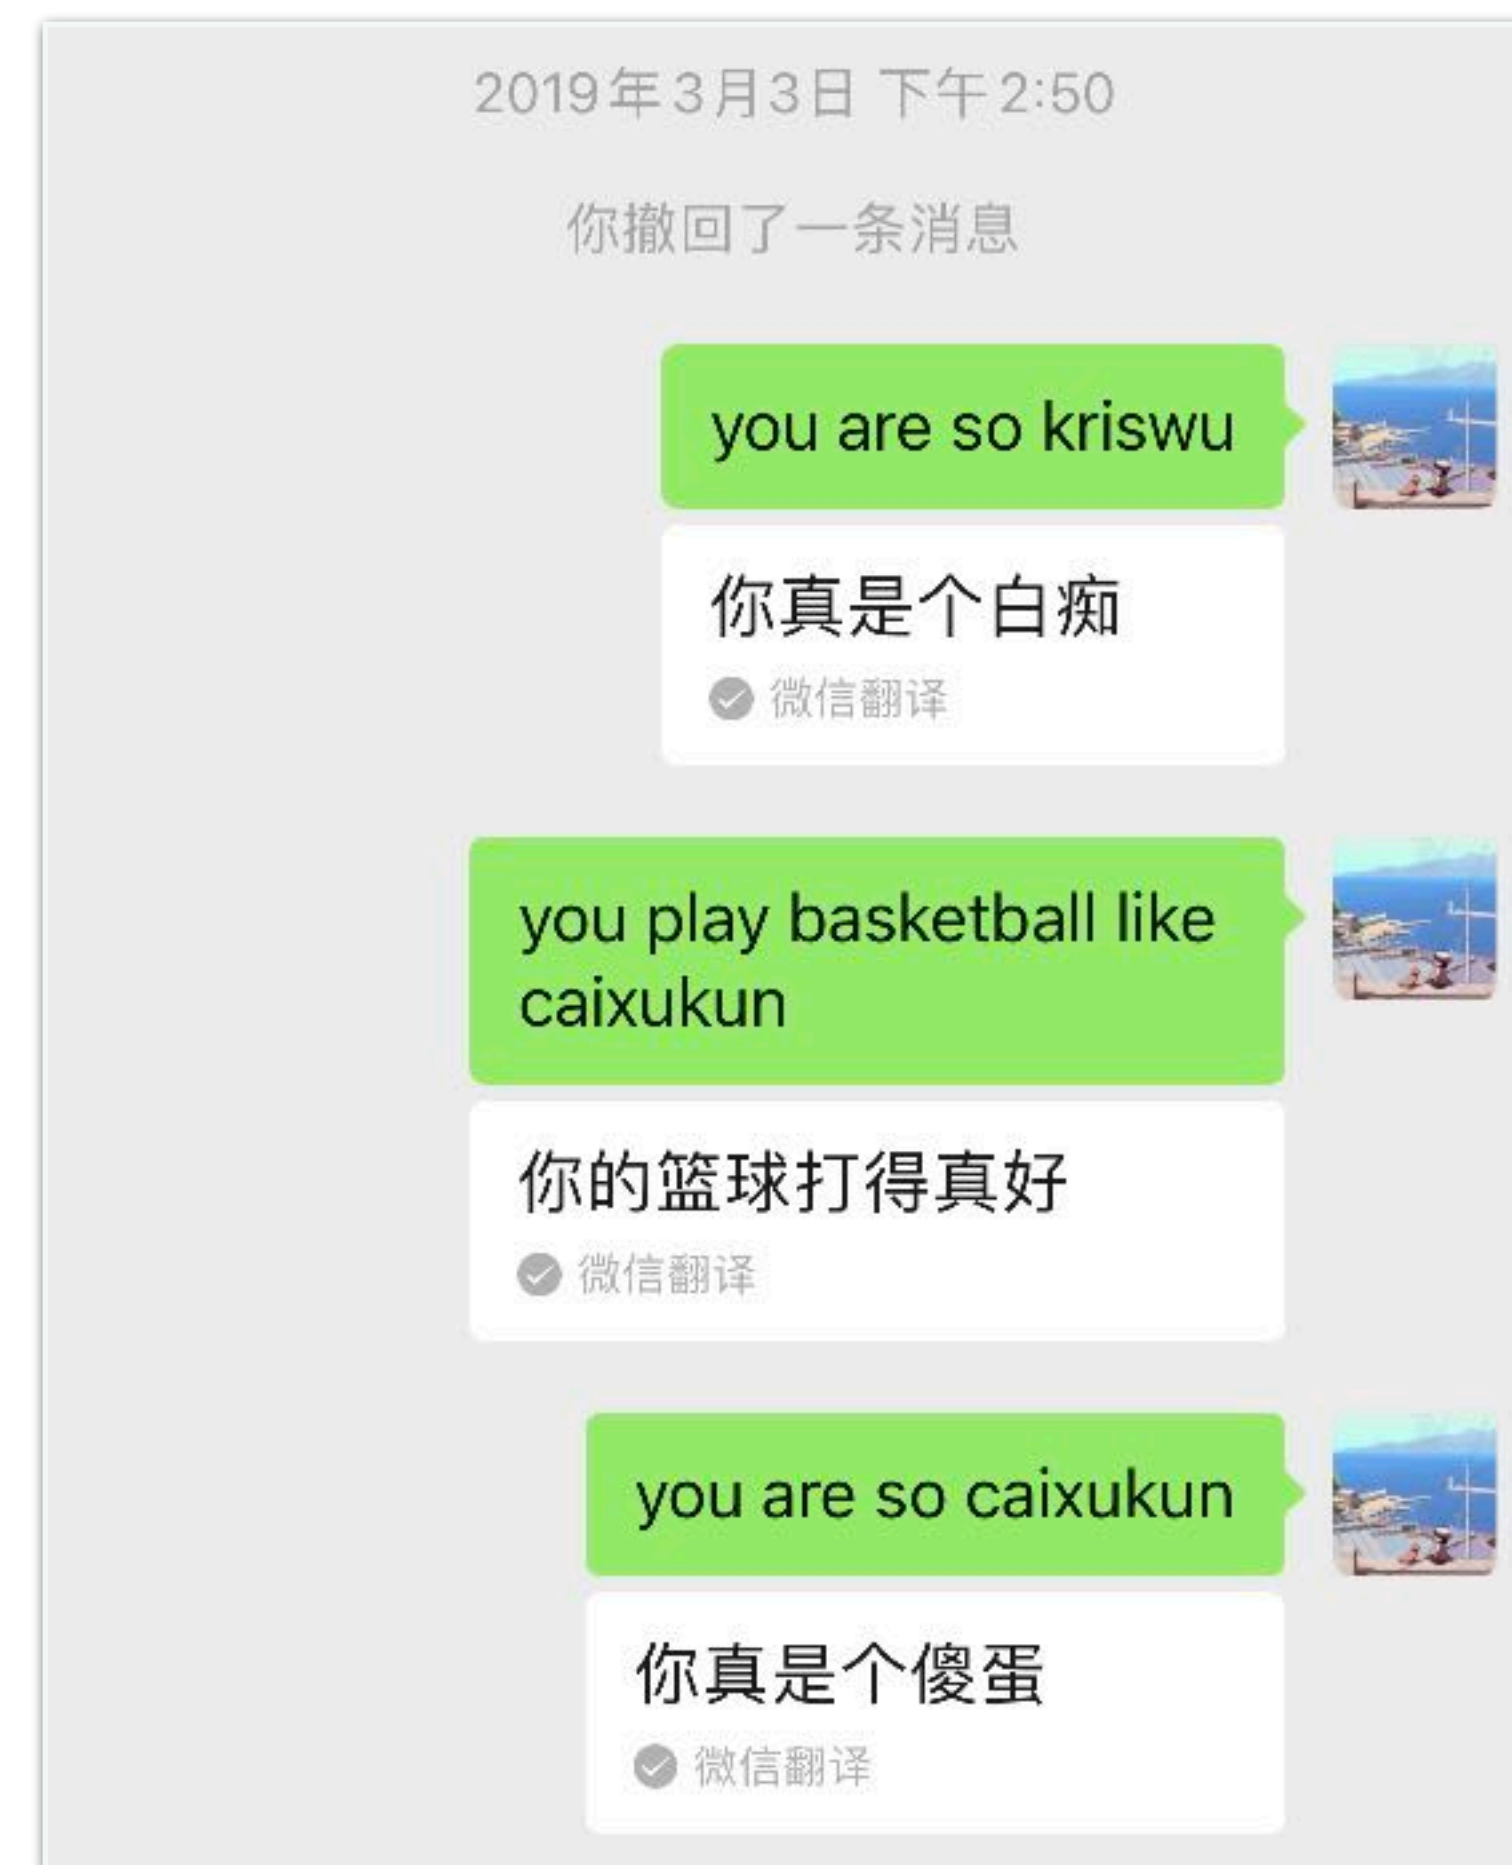 2019年3月3日 下午2:50
你撤回了一条消息
you are so kriswu
你真是个白痴
微信翻译
you play basketball like
caixukun
你的篮球打得真好
微信翻译
you are so caixukun
你真是个傻蛋
微信翻译